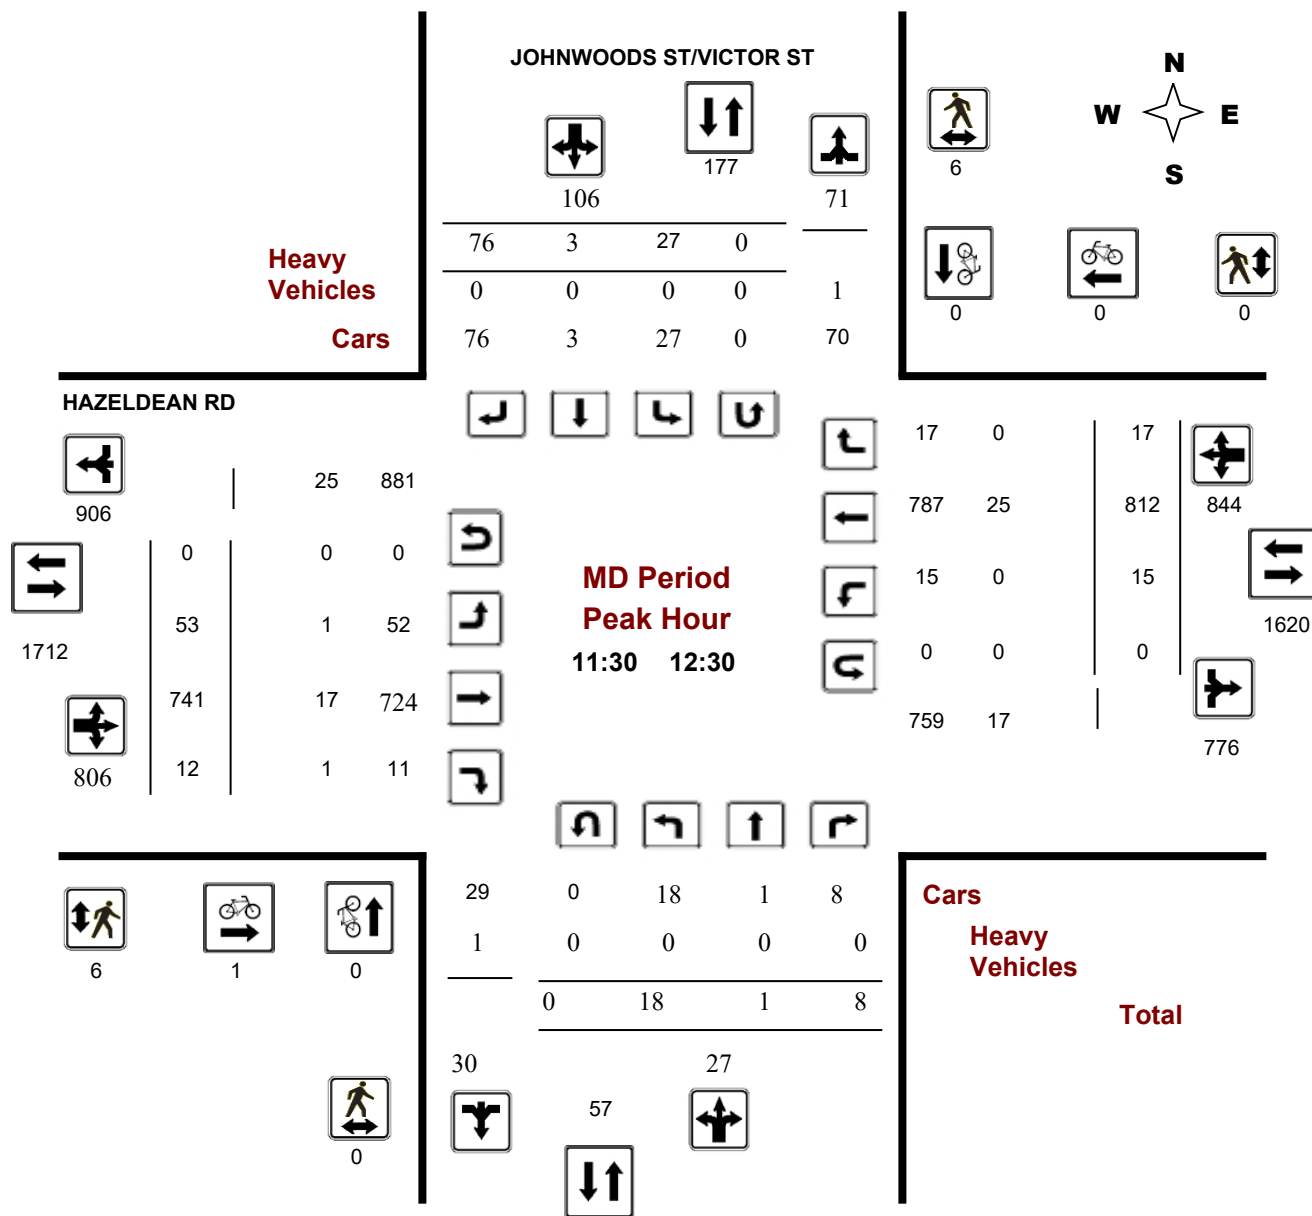 JOHNWOODS ST/VICTOR ST
N
W E
S
177
6
106
71
76 3 27 0
Heavy
Vehicles
0 0 0 0 1
0 0 0
Cars
76 3 27 0 70
HAZELDEAN RD
17 0 17
25 881
906
787 25 812 844
0 0 0
MD Period
15 0 15
Peak Hour
53 1 52
1620
1712
11:30 12:30
0 0 0
741 17 724
759 17
776
806
12 1 11
29 0 18 1 8
Cars
1 0 0 0 0
Heavy
Vehicles
6 1 0
0 18 1 8
Total
30 27
57
0